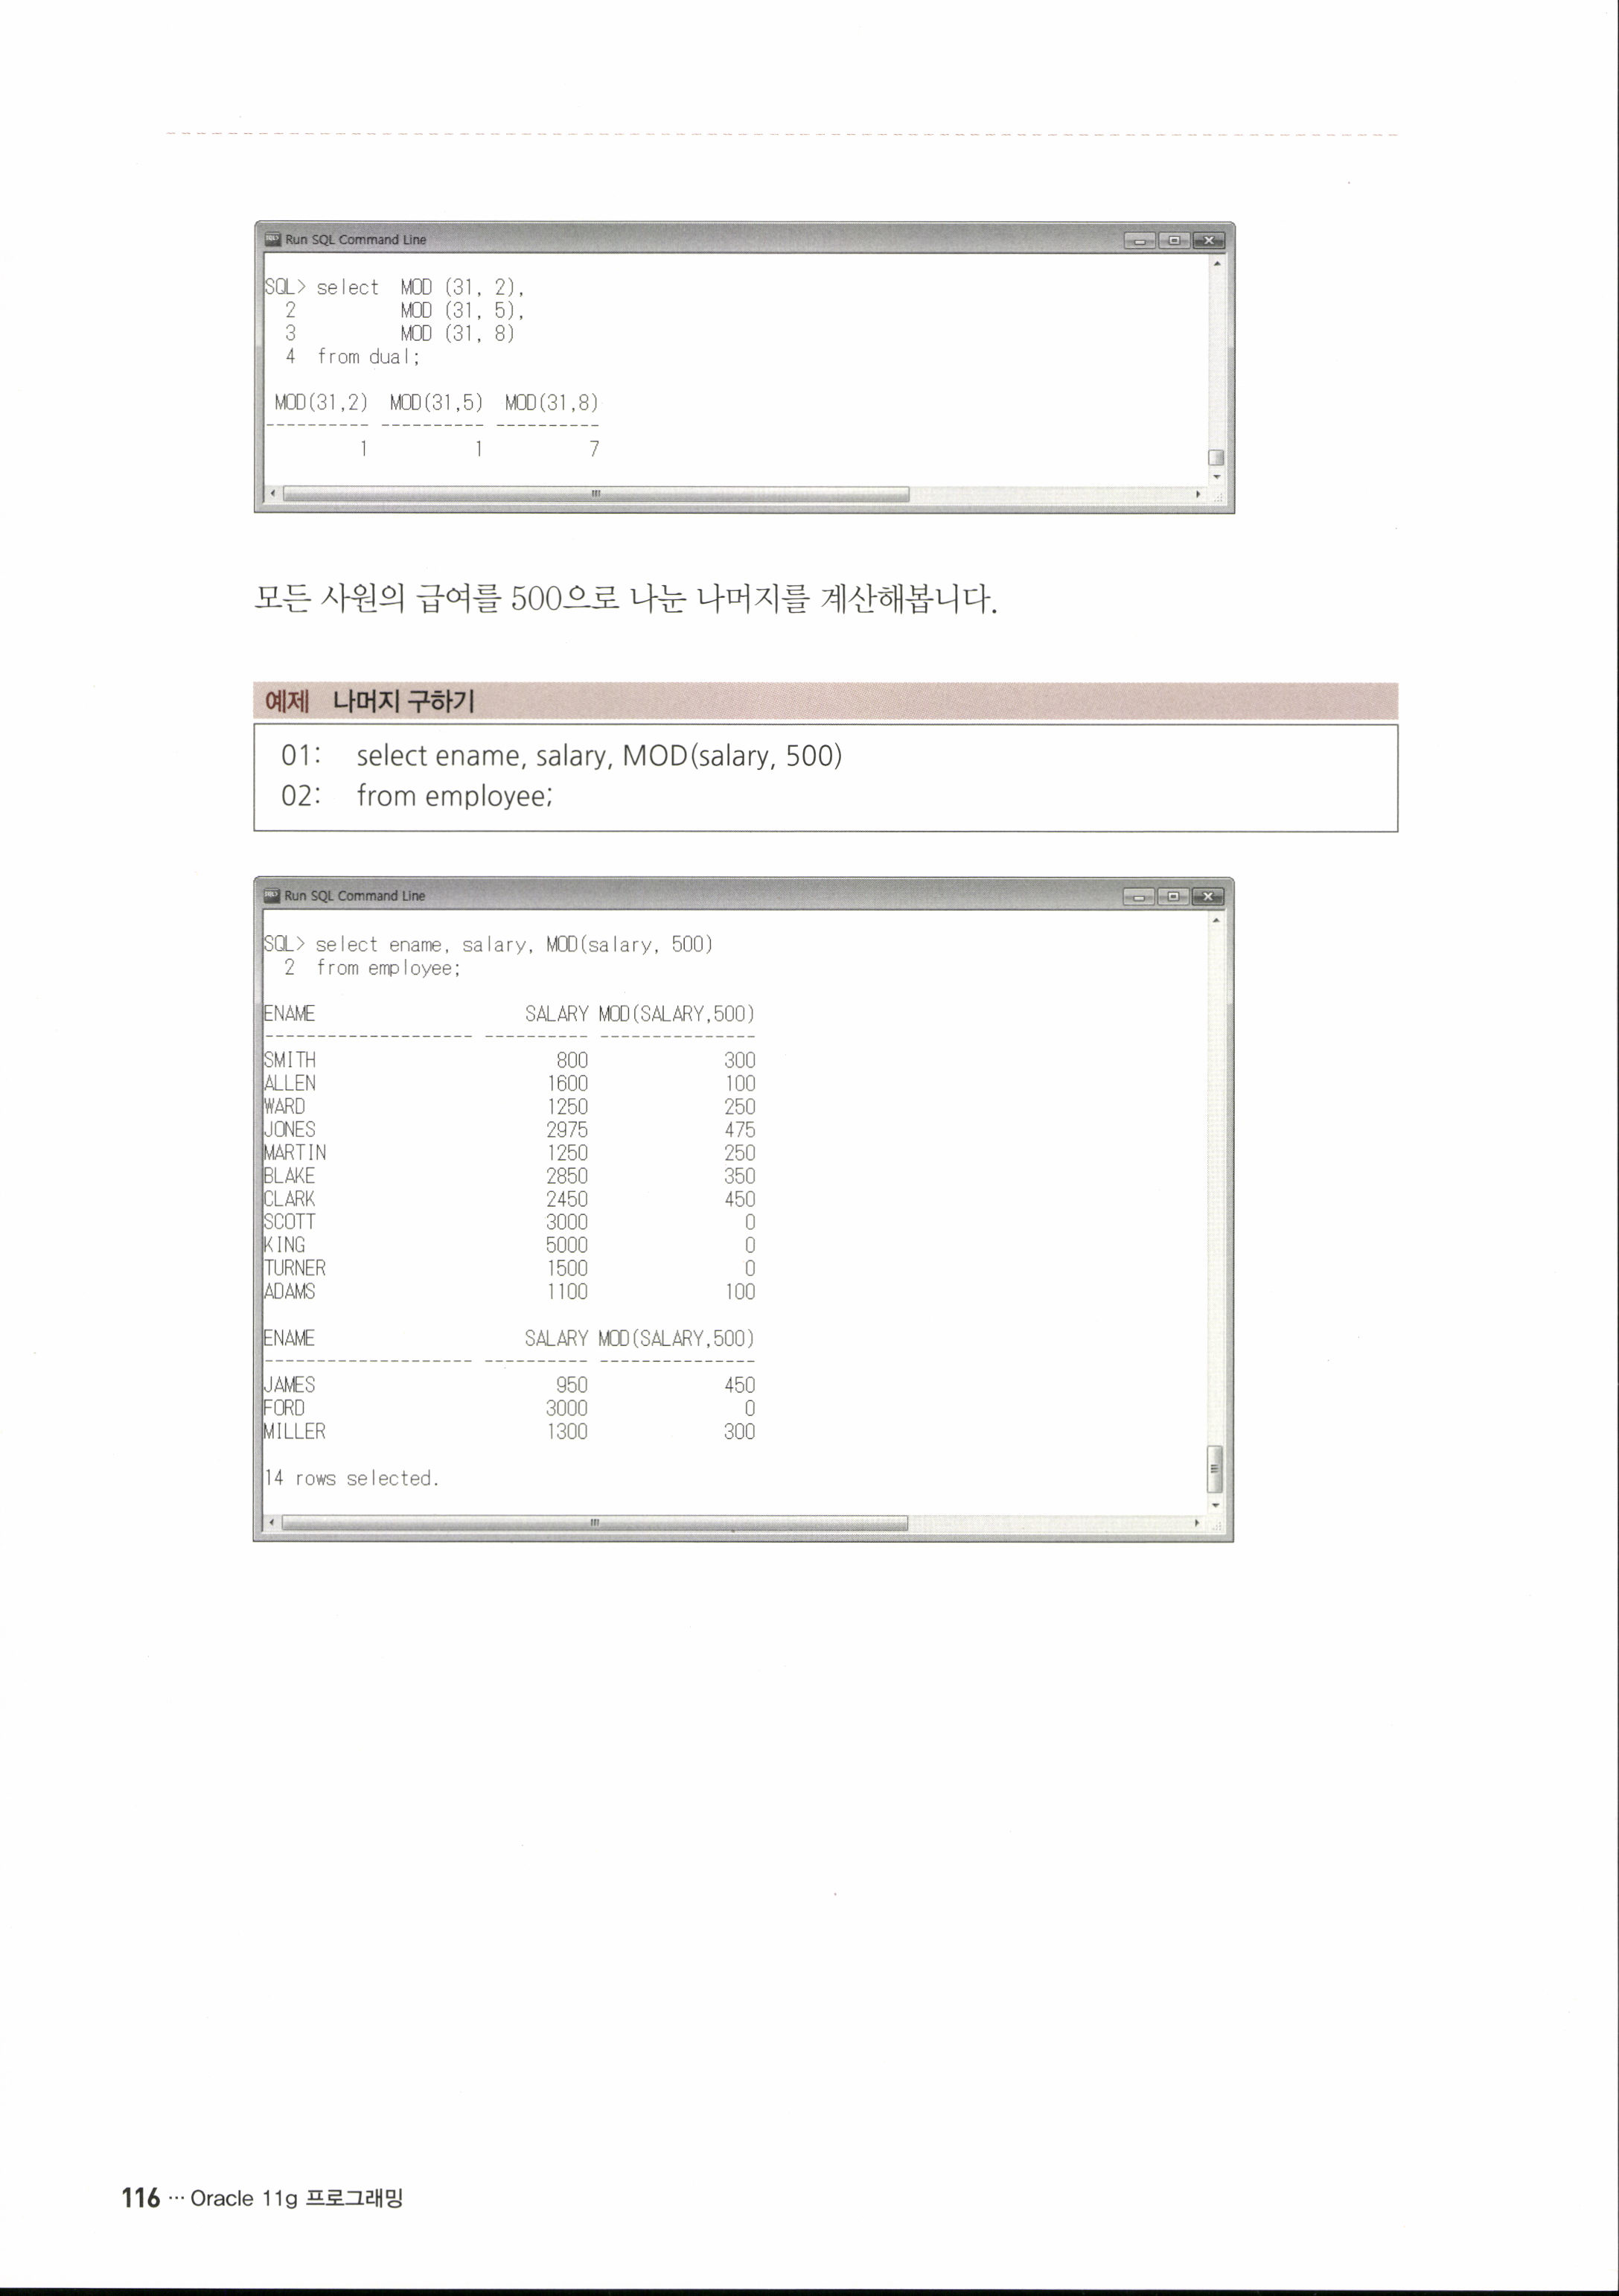 Run SQL Command Line
SQL> select  MOD (31, 2),
2          MOD (31, 5),
3          MOD (31, 8)
4  from dual;
MOD(31,2)  MOD(31,5)  MOD(31,8)
---------- ---------- ----------
1          1          7
모든 사원의 급여를 500으로 나눈 나머지를 계산해봅니다.
예제  나머지 구하기
01:  select ename, salary, MOD(salary, 500)
02:  from employee;
Run SQL Command Line
SQL> select ename, salary, MOD(salary, 500)
2  from employee;
ENAME                    SALARY MOD(SALARY,500)
-------------------- ---------- ---------------
SMITH                       800             300
ALLEN                      1600             100
WARD                       1250             250
JONES                      2975             475
MARTIN                     1250             250
BLAKE                      2850             350
CLARK                      2450             450
SCOTT                      3000               0
KING                       5000               0
TURNER                     1500               0
ADAMS                      1100             100
ENAME                    SALARY MOD(SALARY,500)
-------------------- ---------- ---------------
JAMES                       950             450
FORD                       3000               0
MILLER                     1300             300
14 rows selected.
116 ··· Oracle 11g 프로그래밍